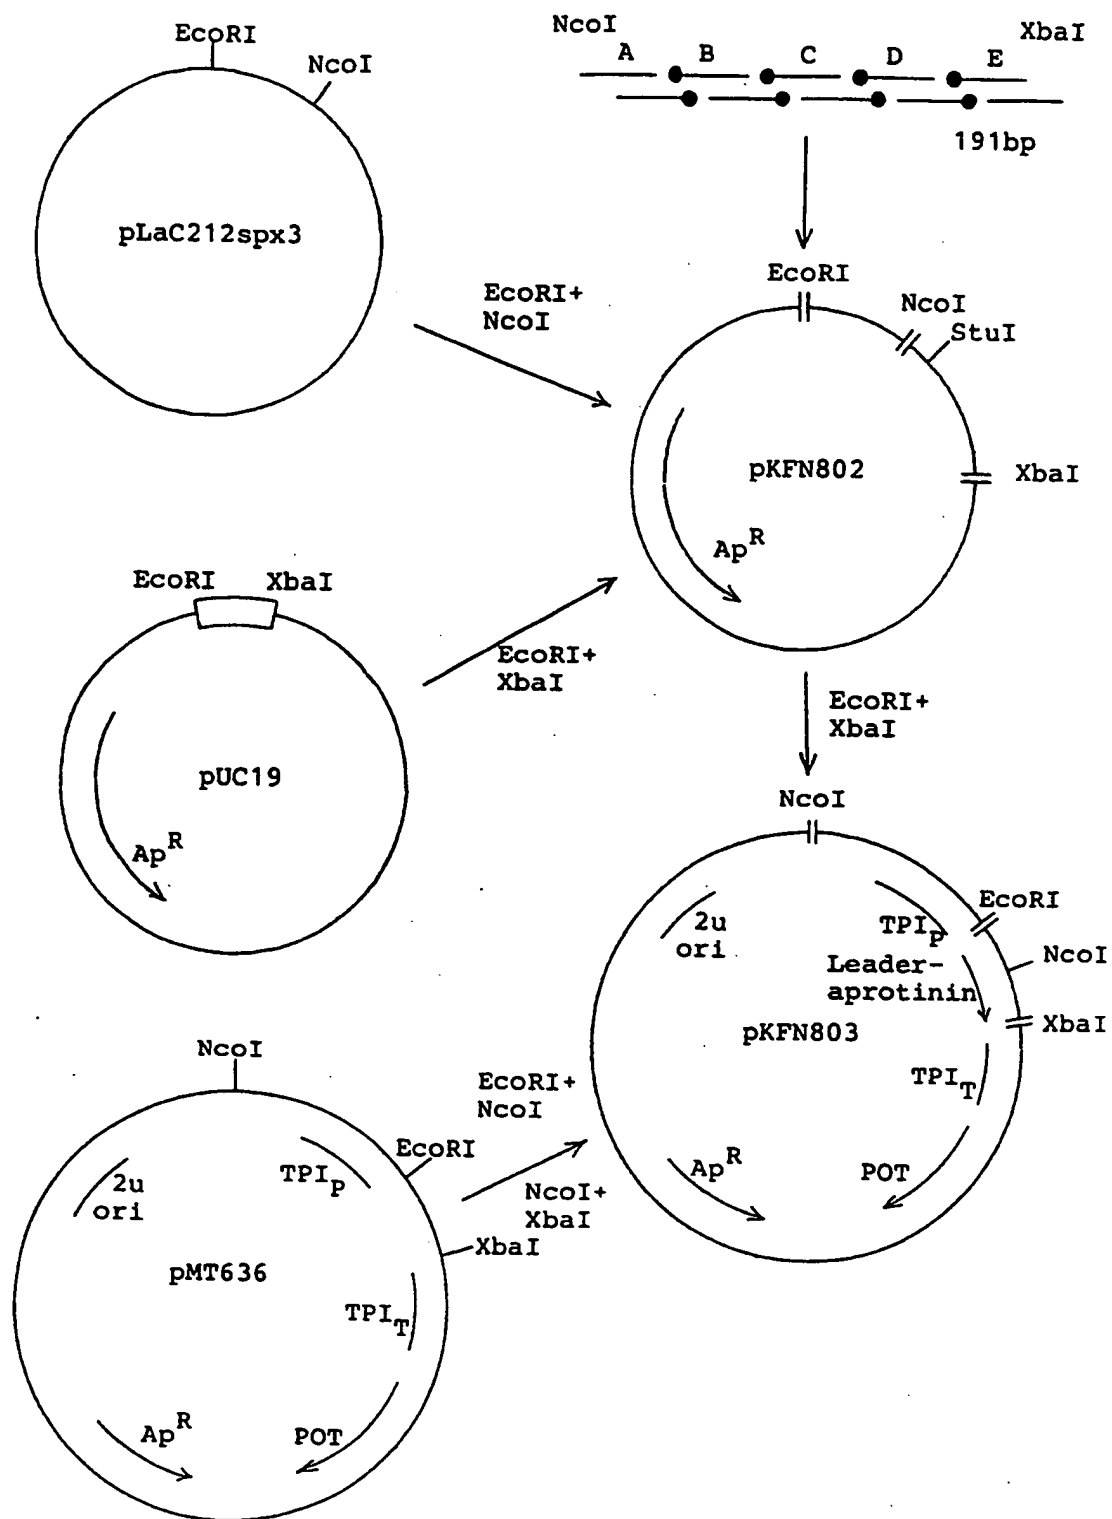 EcoRI
NcoI
pLaC212spx3
NcoI
XbaI
A B C D E
191bp
EcoRI+
NcoI
EcoRI
NcoI
StuI
XbaI
pKFN802
ApR
EcoRI XbaI
pUC19
ApR
EcoRI+
XbaI
EcoRI+
XbaI
NcoI
2u
ori
TPIP
EcoRI
NcoI
Leader-
aprotinin
XbaI
pKFN803
TPIT
POT
ApR
NcoI
EcoRI
XbaI
2u
ori
TPIP
pMT636
TPIT
ApR
POT
EcoRI+
NcoI
NcoI+
XbaI